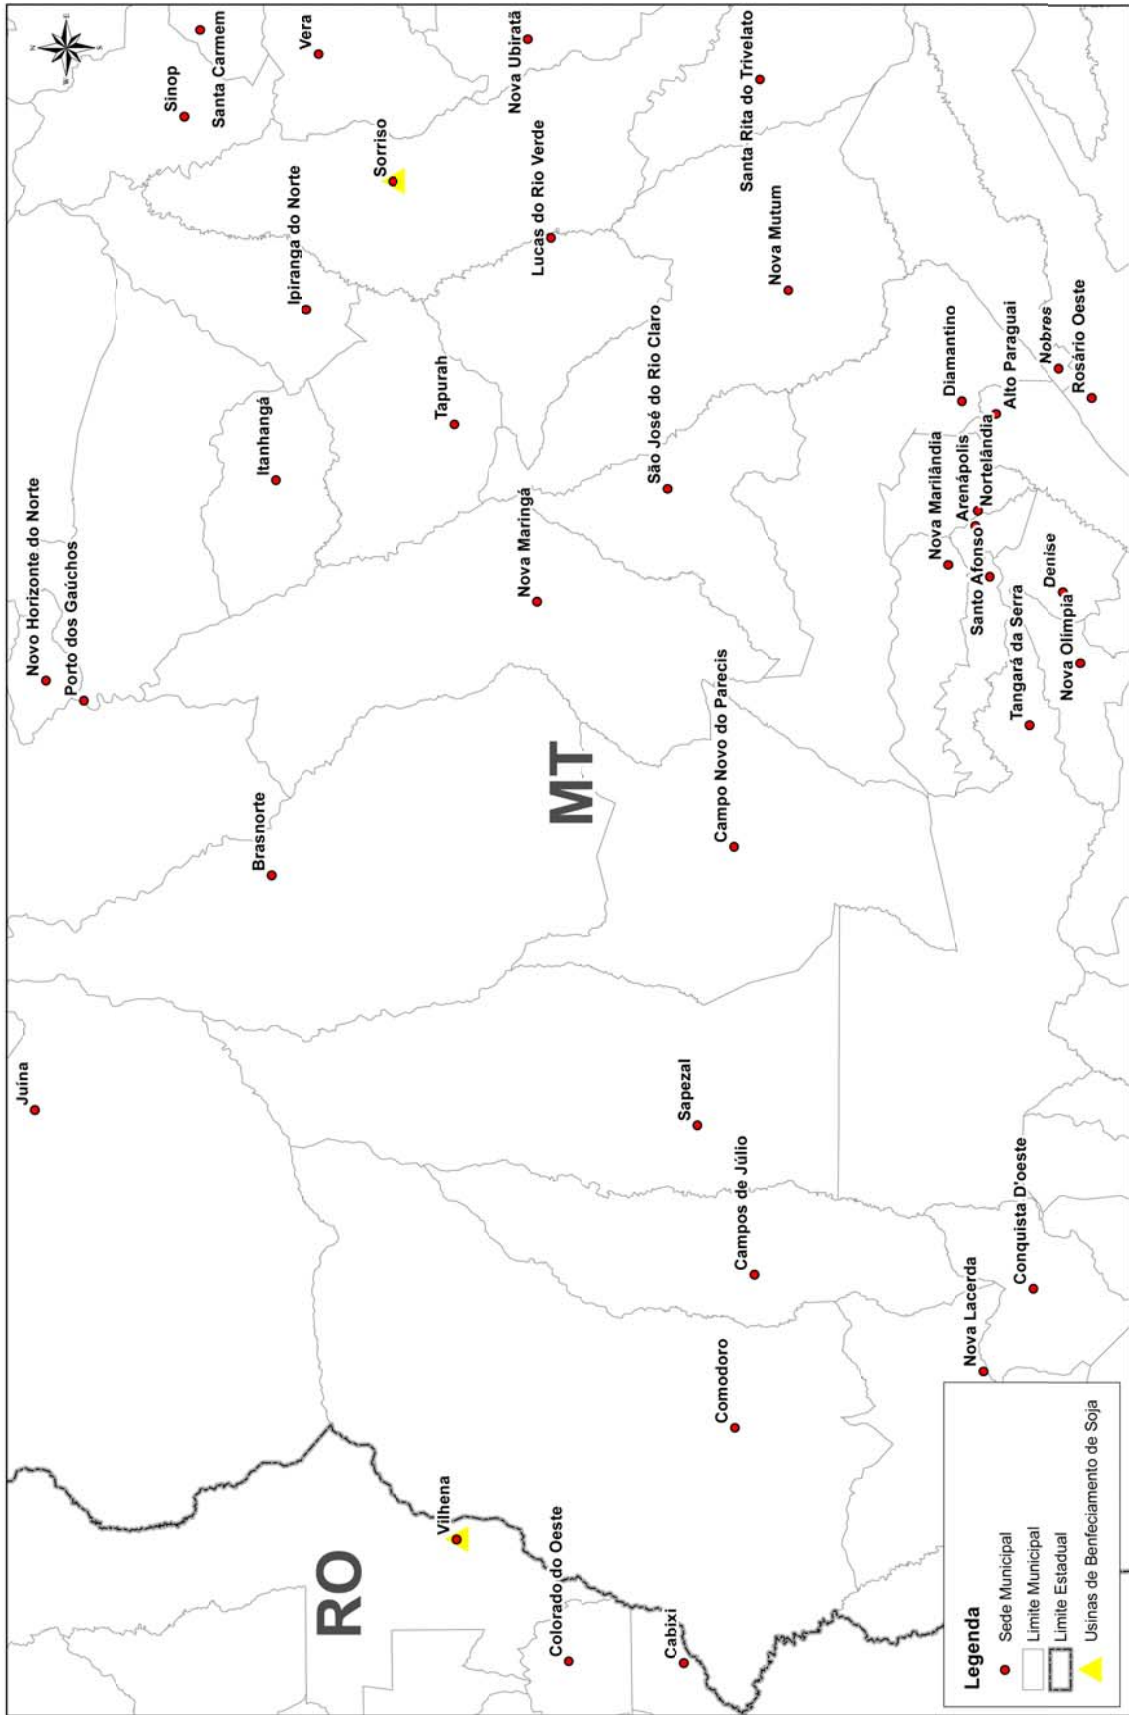 N
W
E
S
Juína
Novo Horizonte do Norte
Porto dos Gaúchos
Sinop
Santa Carmem
Brasnorte
Itanhangá
Ipiranga do Norte
Vera
RO
Sorriso
Vilhena
Tapurah
Nova Ubiratã
Colorado do Oeste
Nova Maringá
Lucas do Rio Verde
MT
Cabixi
Sapezal
São José do Rio Claro
Comodoro
Campos de Júlio
Campo Novo do Parecis
Nova Mutum
Santa Rita do Trivelato
Nova Lacerda
Nova Marilândia
Diamantino
Arenápolis
Santo Afonso
Nortelândia
Alto Paraguai
Conquista D'oeste
Tangará da Serra
Denise
Nobres
Nova Olímpia
Rosário Oeste
Legenda
Sede Municipal
Limite Municipal
Limite Estadual
Usinas de Benfeciamento de Soja